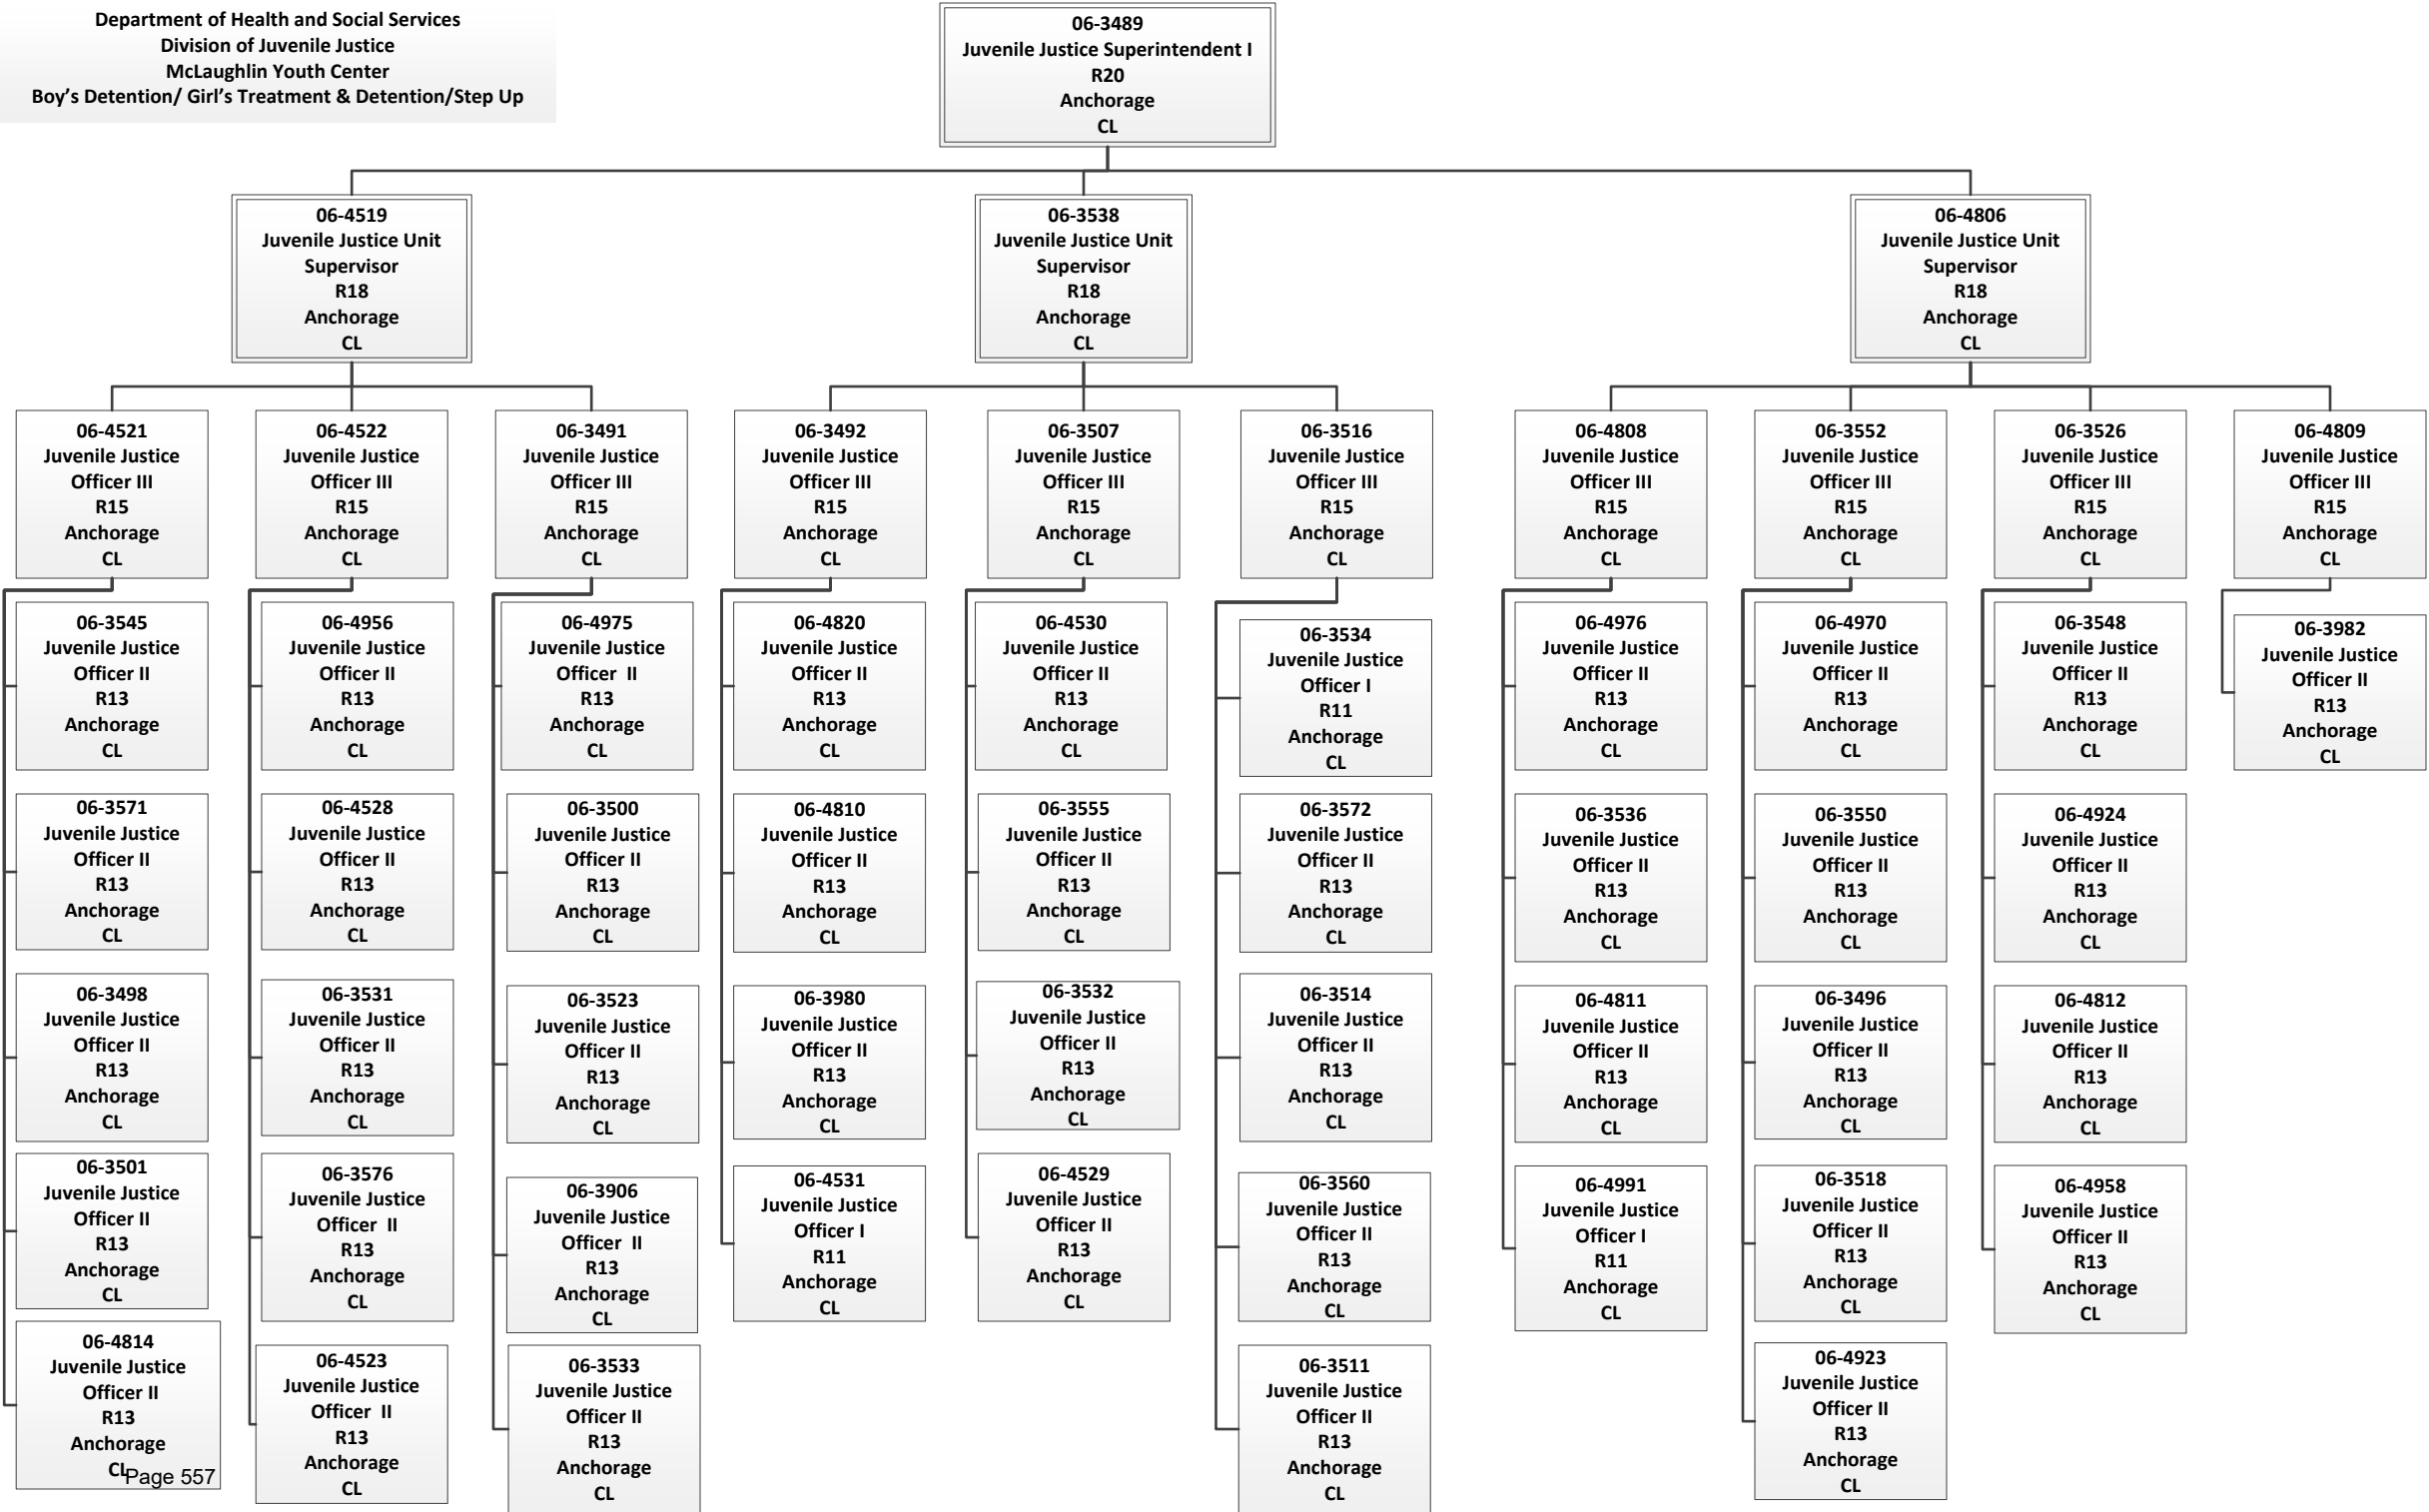 Department of Health and Social Services
Division of Juvenile Justice
McLaughlin Youth Center
Boy's Detention/ Girl's Treatment & Detention/Step Up
06-3489
Juvenile Justice Superintendent I
R20
Anchorage
CL
06-4519
Juvenile Justice Unit
Supervisor
R18
Anchorage
CL
06-3538
Juvenile Justice Unit
Supervisor
R18
Anchorage
CL
06-4806
Juvenile Justice Unit
Supervisor
R18
Anchorage
CL
06-4521
Juvenile Justice
Officer III
R15
Anchorage
CL
06-4522
Juvenile Justice
Officer III
R15
Anchorage
CL
06-3491
Juvenile Justice
Officer III
R15
Anchorage
CL
06-3492
Juvenile Justice
Officer III
R15
Anchorage
CL
06-3507
Juvenile Justice
Officer III
R15
Anchorage
CL
06-3516
Juvenile Justice
Officer III
R15
Anchorage
CL
06-4808
Juvenile Justice
Officer III
R15
Anchorage
CL
06-3552
Juvenile Justice
Officer III
R15
Anchorage
CL
06-3526
Juvenile Justice
Officer III
R15
Anchorage
CL
06-4809
Juvenile Justice
Officer III
R15
Anchorage
CL
06-3545
Juvenile Justice
Officer II
R13
Anchorage
CL
06-4956
Juvenile Justice
Officer II
R13
Anchorage
CL
06-4975
Juvenile Justice
Officer II
R13
Anchorage
CL
06-4820
Juvenile Justice
Officer II
R13
Anchorage
CL
06-4530
Juvenile Justice
Officer II
R13
Anchorage
CL
06-3534
Juvenile Justice
Officer I
R11
Anchorage
CL
06-4976
Juvenile Justice
Officer II
R13
Anchorage
CL
06-4970
Juvenile Justice
Officer II
R13
Anchorage
CL
06-3548
Juvenile Justice
Officer II
R13
Anchorage
CL
06-3982
Juvenile Justice
Officer II
R13
Anchorage
CL
06-3571
Juvenile Justice
Officer II
R13
Anchorage
CL
06-4528
Juvenile Justice
Officer II
R13
Anchorage
CL
06-3500
Juvenile Justice
Officer II
R13
Anchorage
CL
06-4810
Juvenile Justice
Officer II
R13
Anchorage
CL
06-3555
Juvenile Justice
Officer II
R13
Anchorage
CL
06-3572
Juvenile Justice
Officer II
R13
Anchorage
CL
06-3536
Juvenile Justice
Officer II
R13
Anchorage
CL
06-3550
Juvenile Justice
Officer II
R13
Anchorage
CL
06-4924
Juvenile Justice
Officer II
R13
Anchorage
CL
06-3498
Juvenile Justice
Officer II
R13
Anchorage
CL
06-3531
Juvenile Justice
Officer II
R13
Anchorage
CL
06-3523
Juvenile Justice
Officer II
R13
Anchorage
CL
06-3980
Juvenile Justice
Officer II
R13
Anchorage
CL
06-3532
Juvenile Justice
Officer II
R13
Anchorage
CL
06-3514
Juvenile Justice
Officer II
R13
Anchorage
CL
06-4811
Juvenile Justice
Officer II
R13
Anchorage
CL
06-3496
Juvenile Justice
Officer II
R13
Anchorage
CL
06-4812
Juvenile Justice
Officer II
R13
Anchorage
CL
06-3501
Juvenile Justice
Officer II
R13
Anchorage
CL
06-3576
Juvenile Justice
Officer II
R13
Anchorage
CL
06-3906
Juvenile Justice
Officer II
R13
Anchorage
CL
06-4531
Juvenile Justice
Officer I
R11
Anchorage
CL
06-4529
Juvenile Justice
Officer II
R13
Anchorage
CL
06-3560
Juvenile Justice
Officer II
R13
Anchorage
CL
06-4991
Juvenile Justice
Officer I
R11
Anchorage
CL
06-3518
Juvenile Justice
Officer II
R13
Anchorage
CL
06-4958
Juvenile Justice
Officer II
R13
Anchorage
CL
06-4814
Juvenile Justice
Officer II
R13
Anchorage
CL
06-4523
Juvenile Justice
Officer II
R13
Anchorage
CL
06-3533
Juvenile Justice
Officer II
R13
Anchorage
CL
06-3511
Juvenile Justice
Officer II
R13
Anchorage
CL
06-4923
Juvenile Justice
Officer II
R13
Anchorage
CL
Page 557